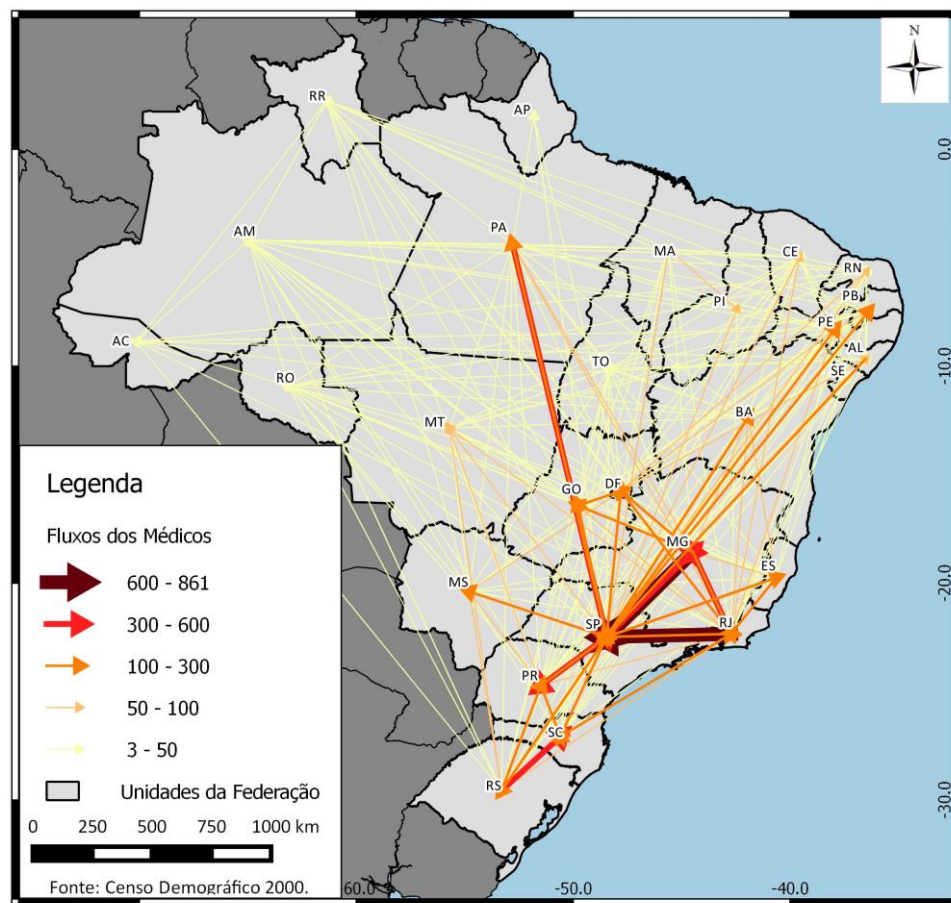 N
RR
AP
0.0
AM
PA
MA
CE
RN
PI
PB
PE
AC
AL
TO
SE
RO
-10.0
BA
MT
Legenda
GO
DF
Fluxos dos Médicos
MG
ES
600 - 861
MS
-20.0
300 - 600
SP
RJ
100 - 300
PR
50 - 100
SC
3 - 50
RS
Unidades da Federação
-30.0
0 250 500 750 1000 km
Fonte: Censo Demográfico 2000.
-60.0 -50.0 -40.0